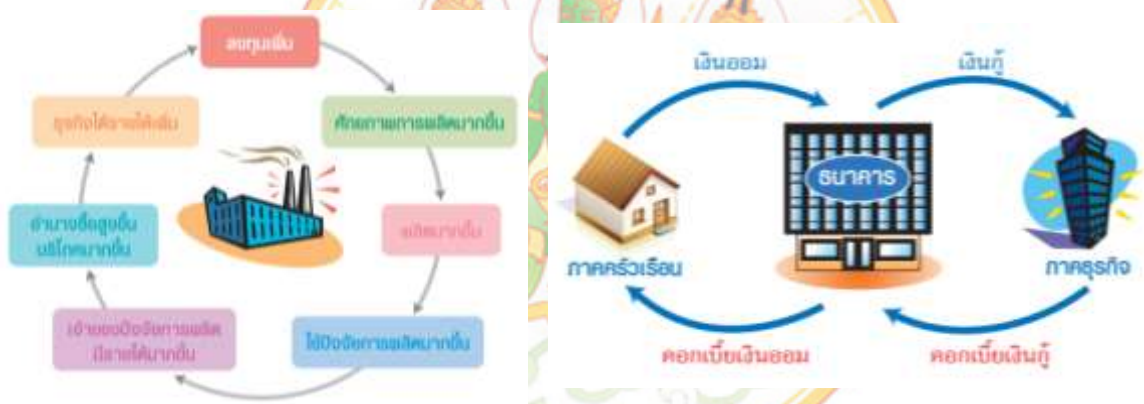 ลงทุนเพิ่ม
ศักยภาพการผลิตมากขึ้น
ผลิตมากขึ้น
ใช้ปัจจัยการผลิตมากขึ้น
เจ้าของปัจจัยการผลิต
มีรายได้มากขึ้น
อำนาจซื้อสูงขึ้น
บริโภคมากขึ้น
ธุรกิจได้รายได้เพิ่ม
เงินออม
เงินกู้
ธนาคาร
ภาคครัวเรือน
ภาคธุรกิจ
ดอกเบี้ยเงินออม
ดอกเบี้ยเงินกู้